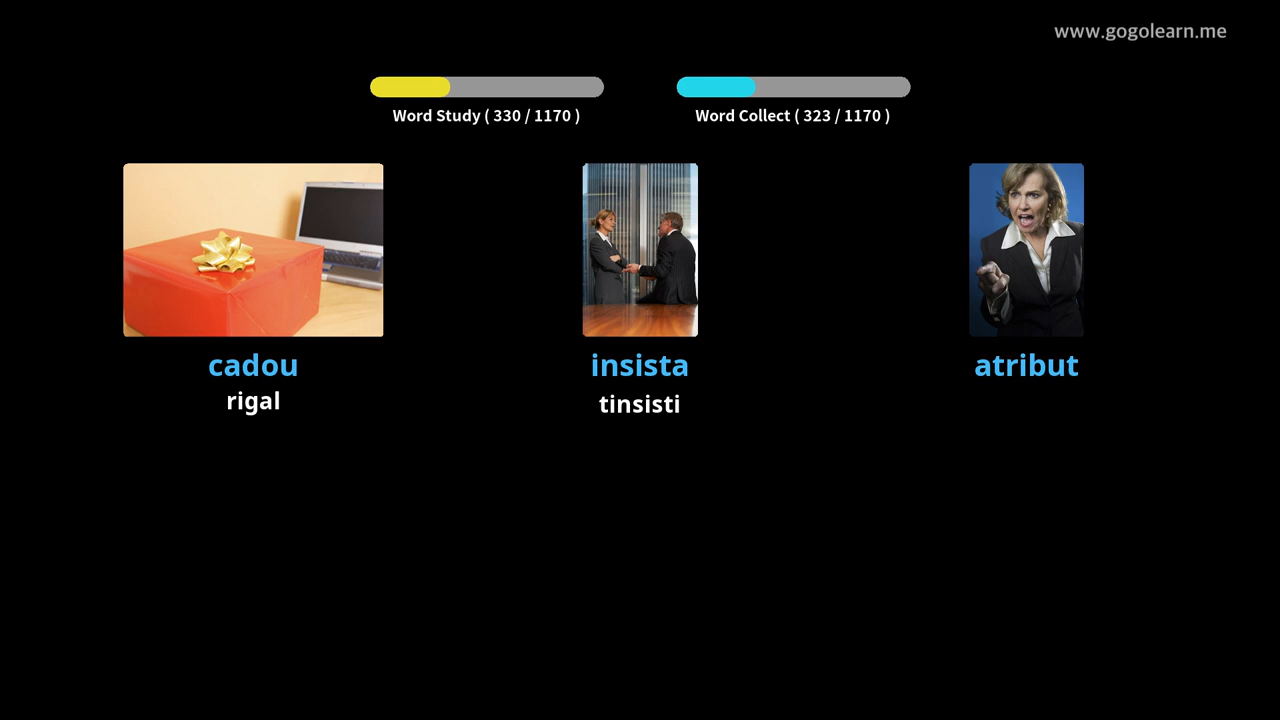 www.gogolearn.me
Word Study ( 330 / 1170 )
Word Collect ( 323 / 1170 )
cadou
insista
atribut
rigal
tinsisti